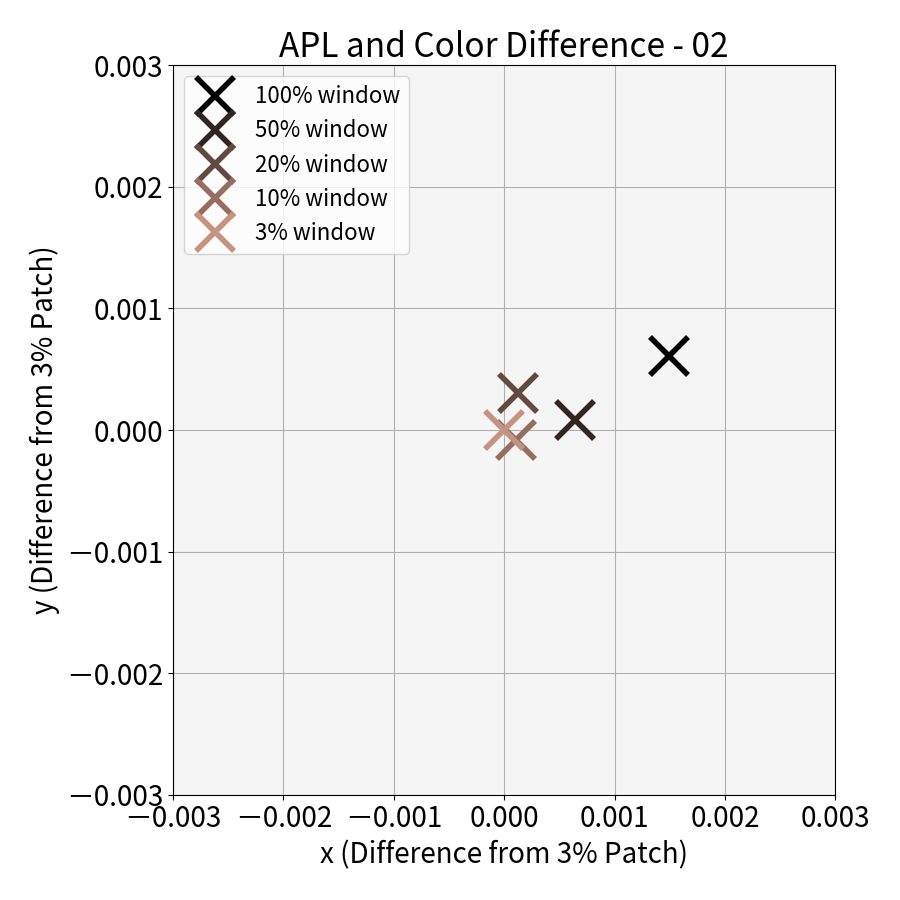 APL and Color Difference - 02
0.003
0.002
0.001
0.000
−0.001
−0.002
−0.003
y (Difference from 3% Patch)
100% window
50% window
20% window
10% window
3% window
−0.003 −0.002 −0.001 0.000 0.001 0.002 0.003
x (Difference from 3% Patch)